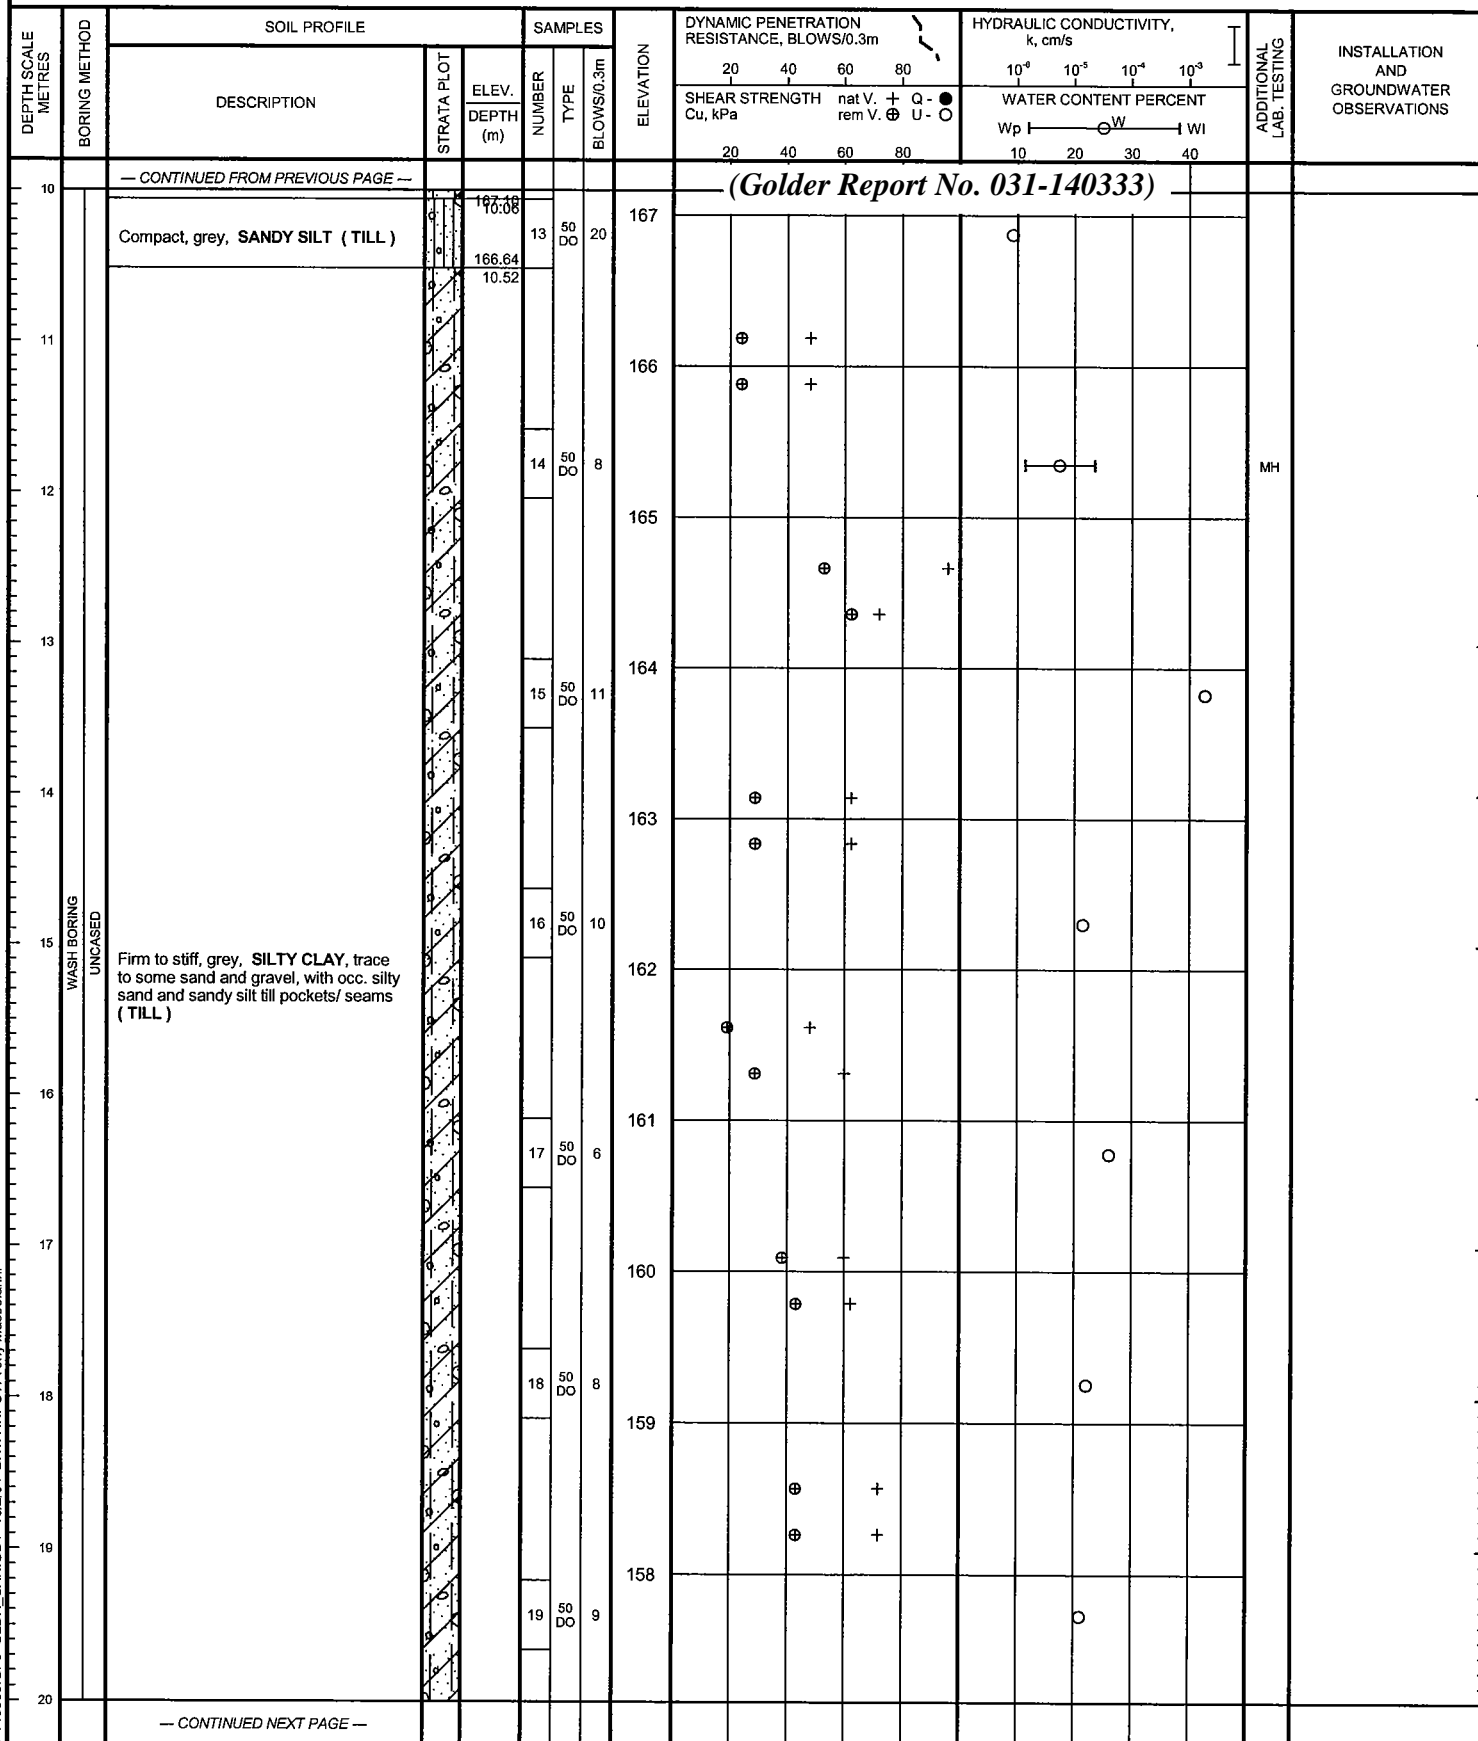 DEPTH SCALE
METRES
BORING METHOD
SOIL PROFILE
DESCRIPTION
STRATA PLOT
ELEV.
DEPTH
(m)
SAMPLES
NUMBER
TYPE
BLOWS/0.3m
ELEVATION
DYNAMIC PENETRATION
RESISTANCE, BLOWS/0.3m
20 40 60 80
SHEAR STRENGTH nat V. + Q - ●
Cu, kPa rem V. ⊕ U - O
20 40 60 80
HYDRAULIC CONDUCTIVITY,
k, cm/s
10⁻⁶ 10⁻⁵ 10⁻⁴ 10⁻³
WATER CONTENT PERCENT
Wp W Wl
10 20 30 40
ADDITIONAL
LAB. TESTING
INSTALLATION
AND
GROUNDWATER
OBSERVATIONS
— CONTINUED FROM PREVIOUS PAGE —
(Golder Report No. 031-140333)
10
167.10
10.06
167
Compact, grey, SANDY SILT ( TILL )
13 50 DO 20
166.64
10.52
11
166
14 50 DO 8
MH
12
165
13
164
15 50 DO 11
14
163
WASH BORING
UNCASED
16 50 DO 10
15
Firm to stiff, grey, SILTY CLAY, trace
to some sand and gravel, with occ. silty
sand and sandy silt till pockets/ seams
( TILL )
162
16
161
17 50 DO 6
17
160
18 50 DO 8
18
159
19
158
19 50 DO 9
20
— CONTINUED NEXT PAGE —